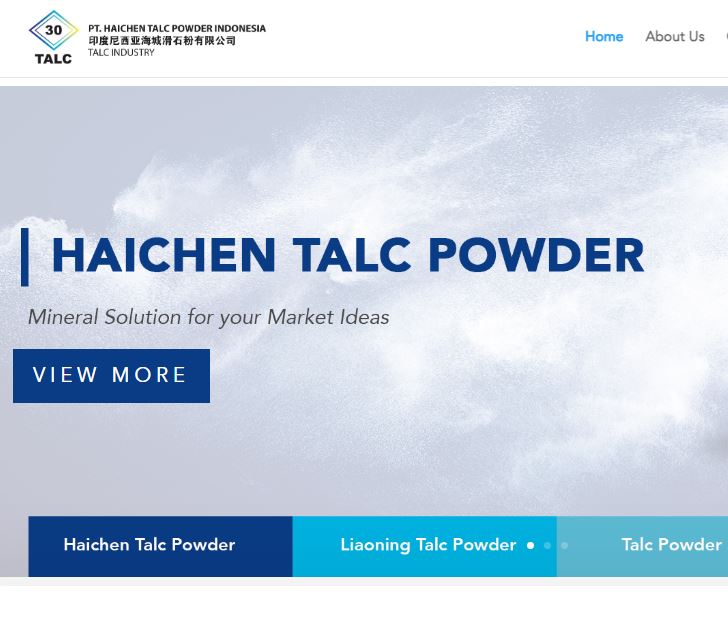 30
TALC
PT. HAICHEN TALC POWDER INDONESIA
印度尼西亚海城滑石粉有限公司
TALC INDUSTRY
Home
About Us
HAICHEN TALC POWDER
Mineral Solution for your Market Ideas
VIEW MORE
Haichen Talc Powder
Liaoning Talc Powder
Talc Powder